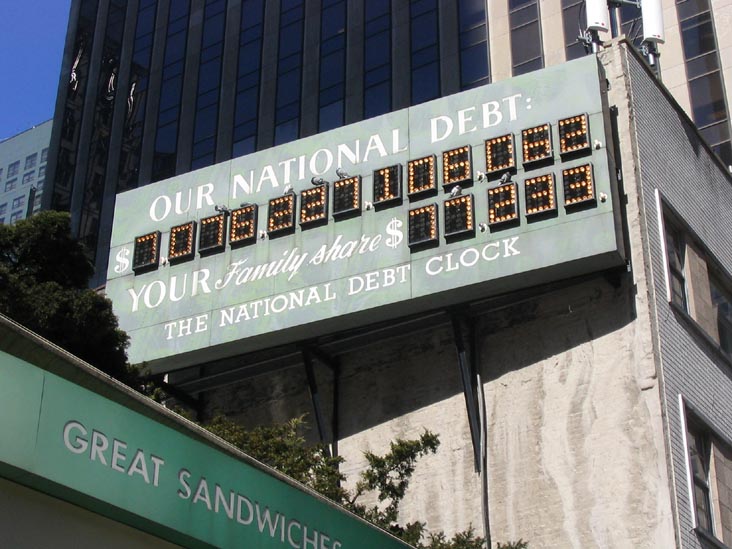 OUR NATIONAL DEBT:
$
YOUR Family share $
THE NATIONAL DEBT CLOCK
GREAT SANDWICHES